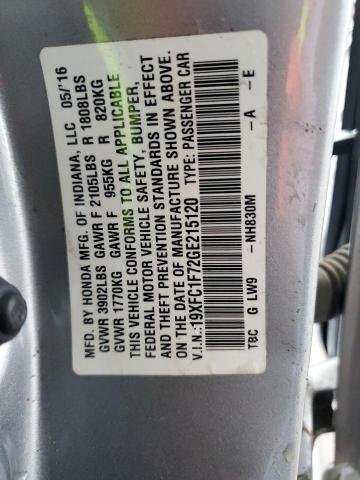 MFD. BY HONDA MFG. OF INDIANA, LLC 05/'16
GVWR 3902LBS GAWR F 2105LBS R 1808LBS
GVWR 1770KG GAWR F 955KG R 820KG
THIS VEHICLE CONFORMS TO ALL APPLICABLE
FEDERAL MOTOR VEHICLE SAFETY, BUMPER,
AND THEFT PREVENTION STANDARDS IN EFFECT
ON THE DATE OF MANUFACTURE SHOWN ABOVE.
V.I.N.:19XFC1F72GE215120 TYPE: PASSENGER CAR
TBC G LW9 -NH830M -A -E